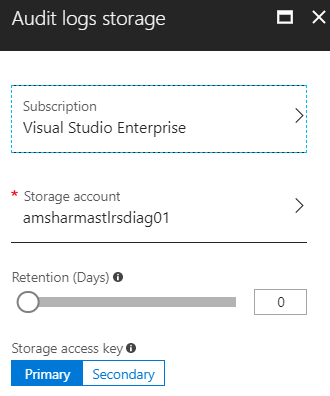 Audit logs storage
Subscription
Visual Studio Enterprise
* Storage account
amsharmastlrsdiag01
Retention (Days)
0
Storage access key
Primary Secondary